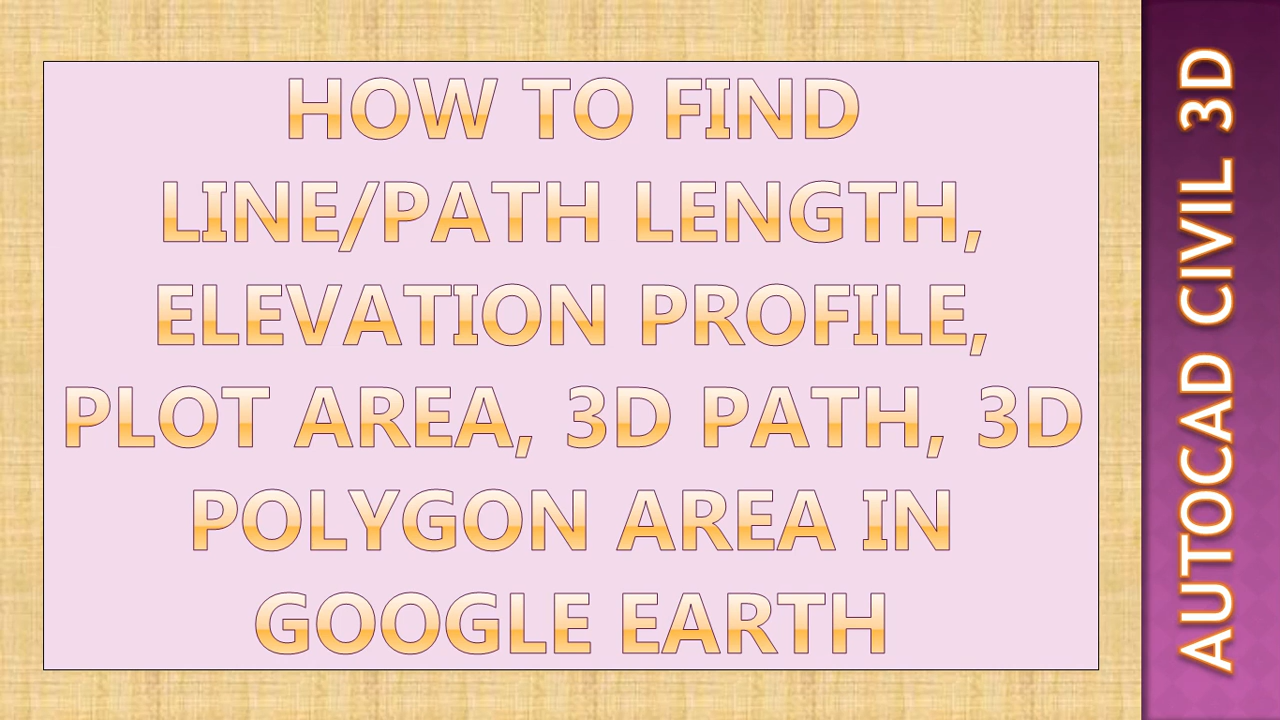 HOW TO FIND
LINE/PATH LENGTH,
ELEVATION PROFILE,
PLOT AREA, 3D PATH, 3D
POLYGON AREA IN
GOOGLE EARTH
AUTOCAD CIVIL 3D